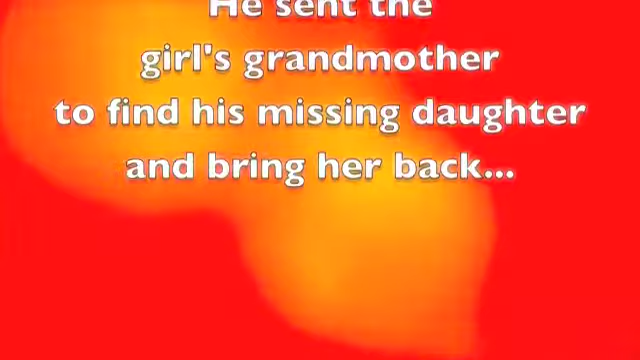 He sent the
girl's grandmother
to find his missing daughter
and bring her back...